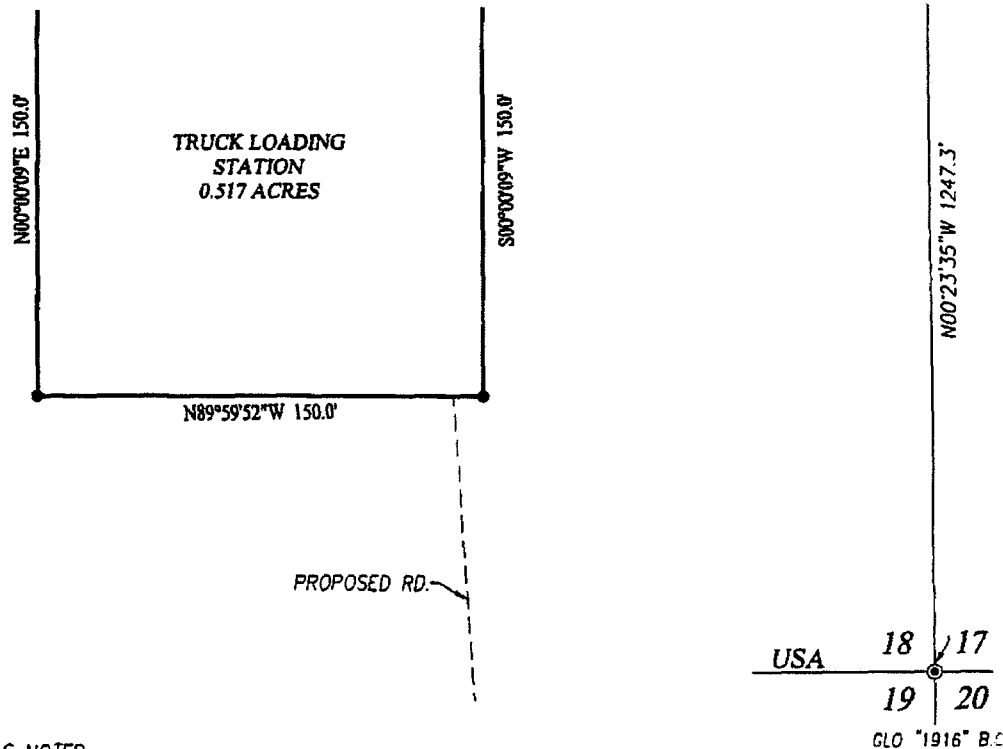 N00°00'09"E 150.0'
TRUCK LOADING
STATION
0.517 ACRES
S00°00'09"W 150.0'
N00°23'35"W 1247.3'
N89°59'52"W 150.0'
PROPOSED RD.
USA
18 17
19 20
GLO "1916" B.C